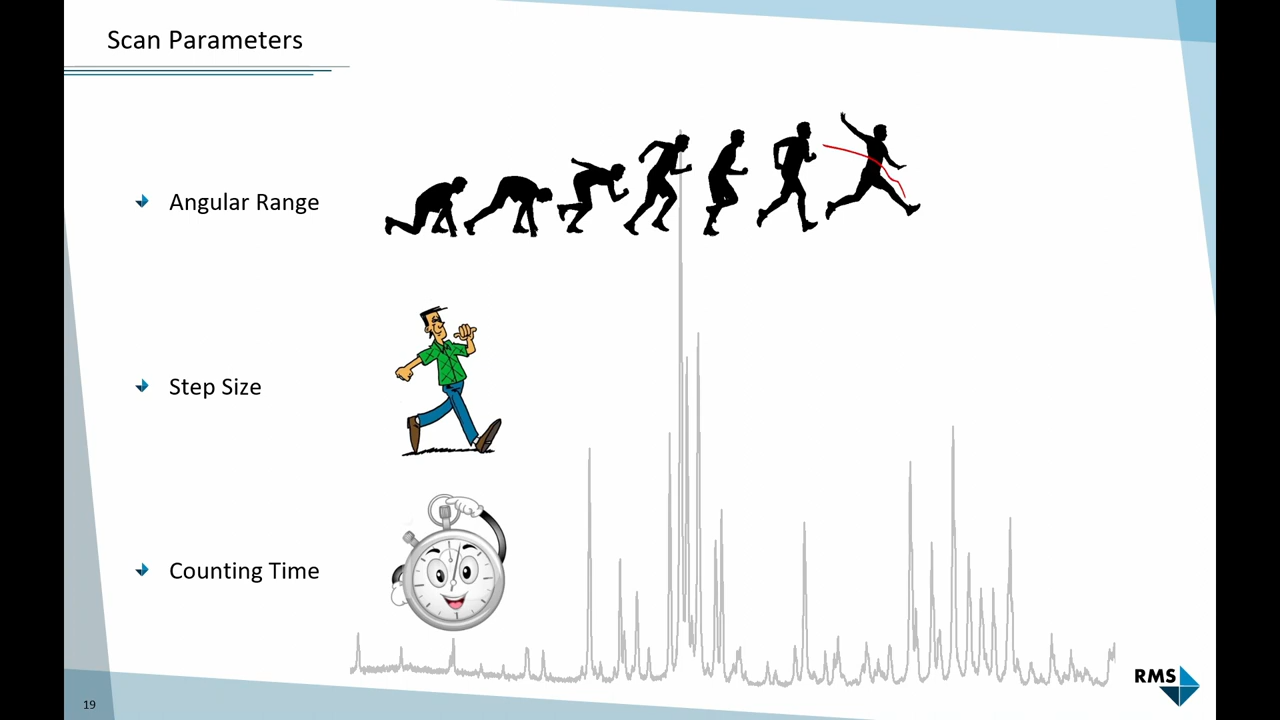 Scan Parameters
Angular Range
Step Size
Counting Time
RMS
19